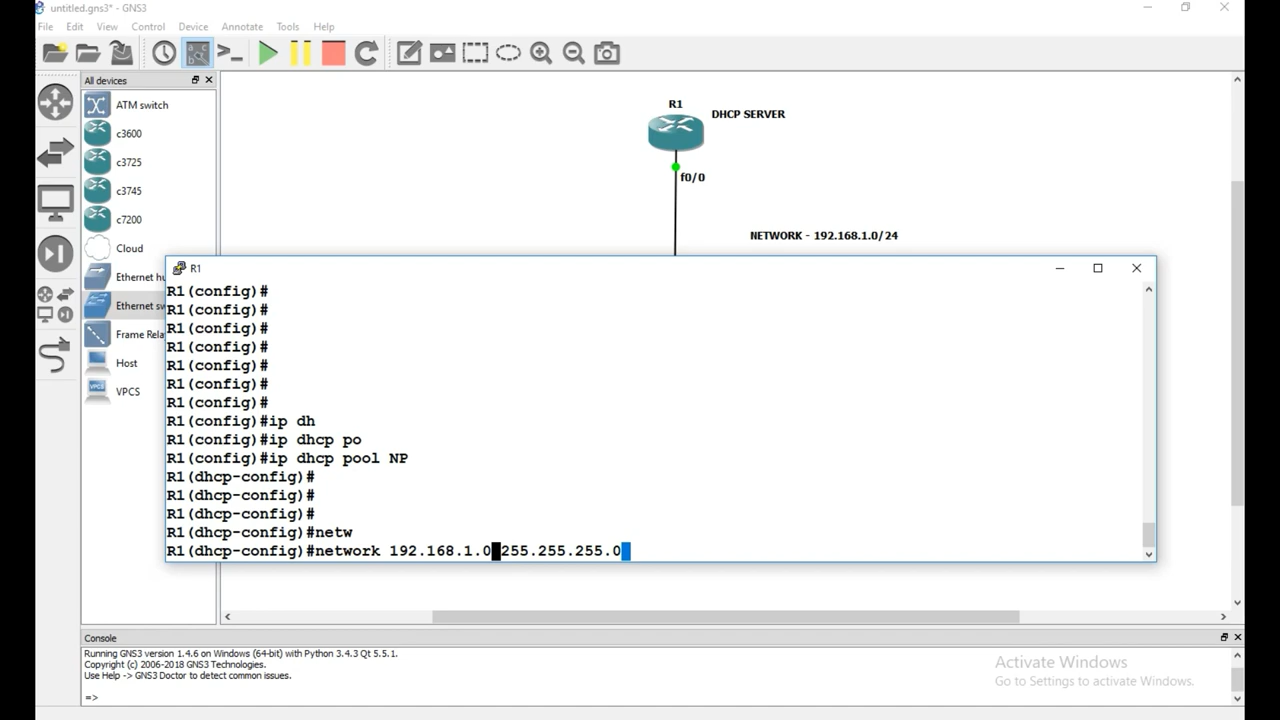 untitled.gns3* - GNS3
File Edit View Control Device Annotate Tools Help
All devices
ATM switch
c3600
c3725
c3745
c7200
Cloud
Ethernet hu
Ethernet sw
Frame Rela
Host
VPCS
R1
DHCP SERVER
f0/0
NETWORK - 192.168.1.0/24
R1
R1(config)#
R1(config)#
R1(config)#
R1(config)#
R1(config)#
R1(config)#
R1(config)#
R1(config)#ip dh
R1(config)#ip dhcp po
R1(config)#ip dhcp pool NP
R1(dhcp-config)#
R1(dhcp-config)#
R1(dhcp-config)#
R1(dhcp-config)#netw
R1(dhcp-config)#network 192.168.1.0 255.255.255.0
Console
Running GNS3 version 1.4.6 on Windows (64-bit) with Python 3.4.3 Qt 5.5.1.
Copyright (c) 2006-2018 GNS3 Technologies.
Use Help -> GNS3 Doctor to detect common issues.
=>
Activate Windows
Go to Settings to activate Windows.